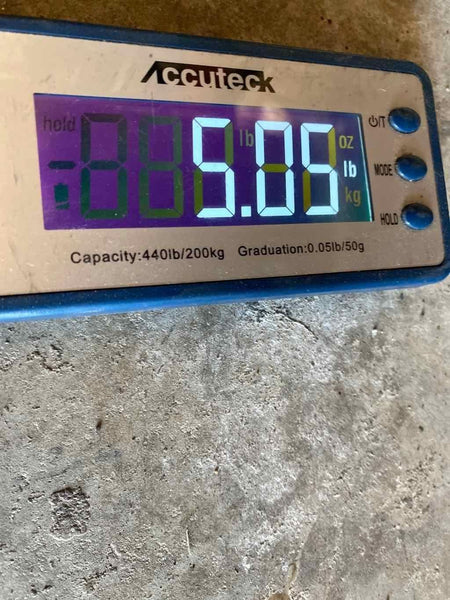 Accuteck
hold
lb
5.05
oz
lb
kg
⏻/T
MODE
HOLD
Capacity:440lb/200kg Graduation:0.05lb/50g